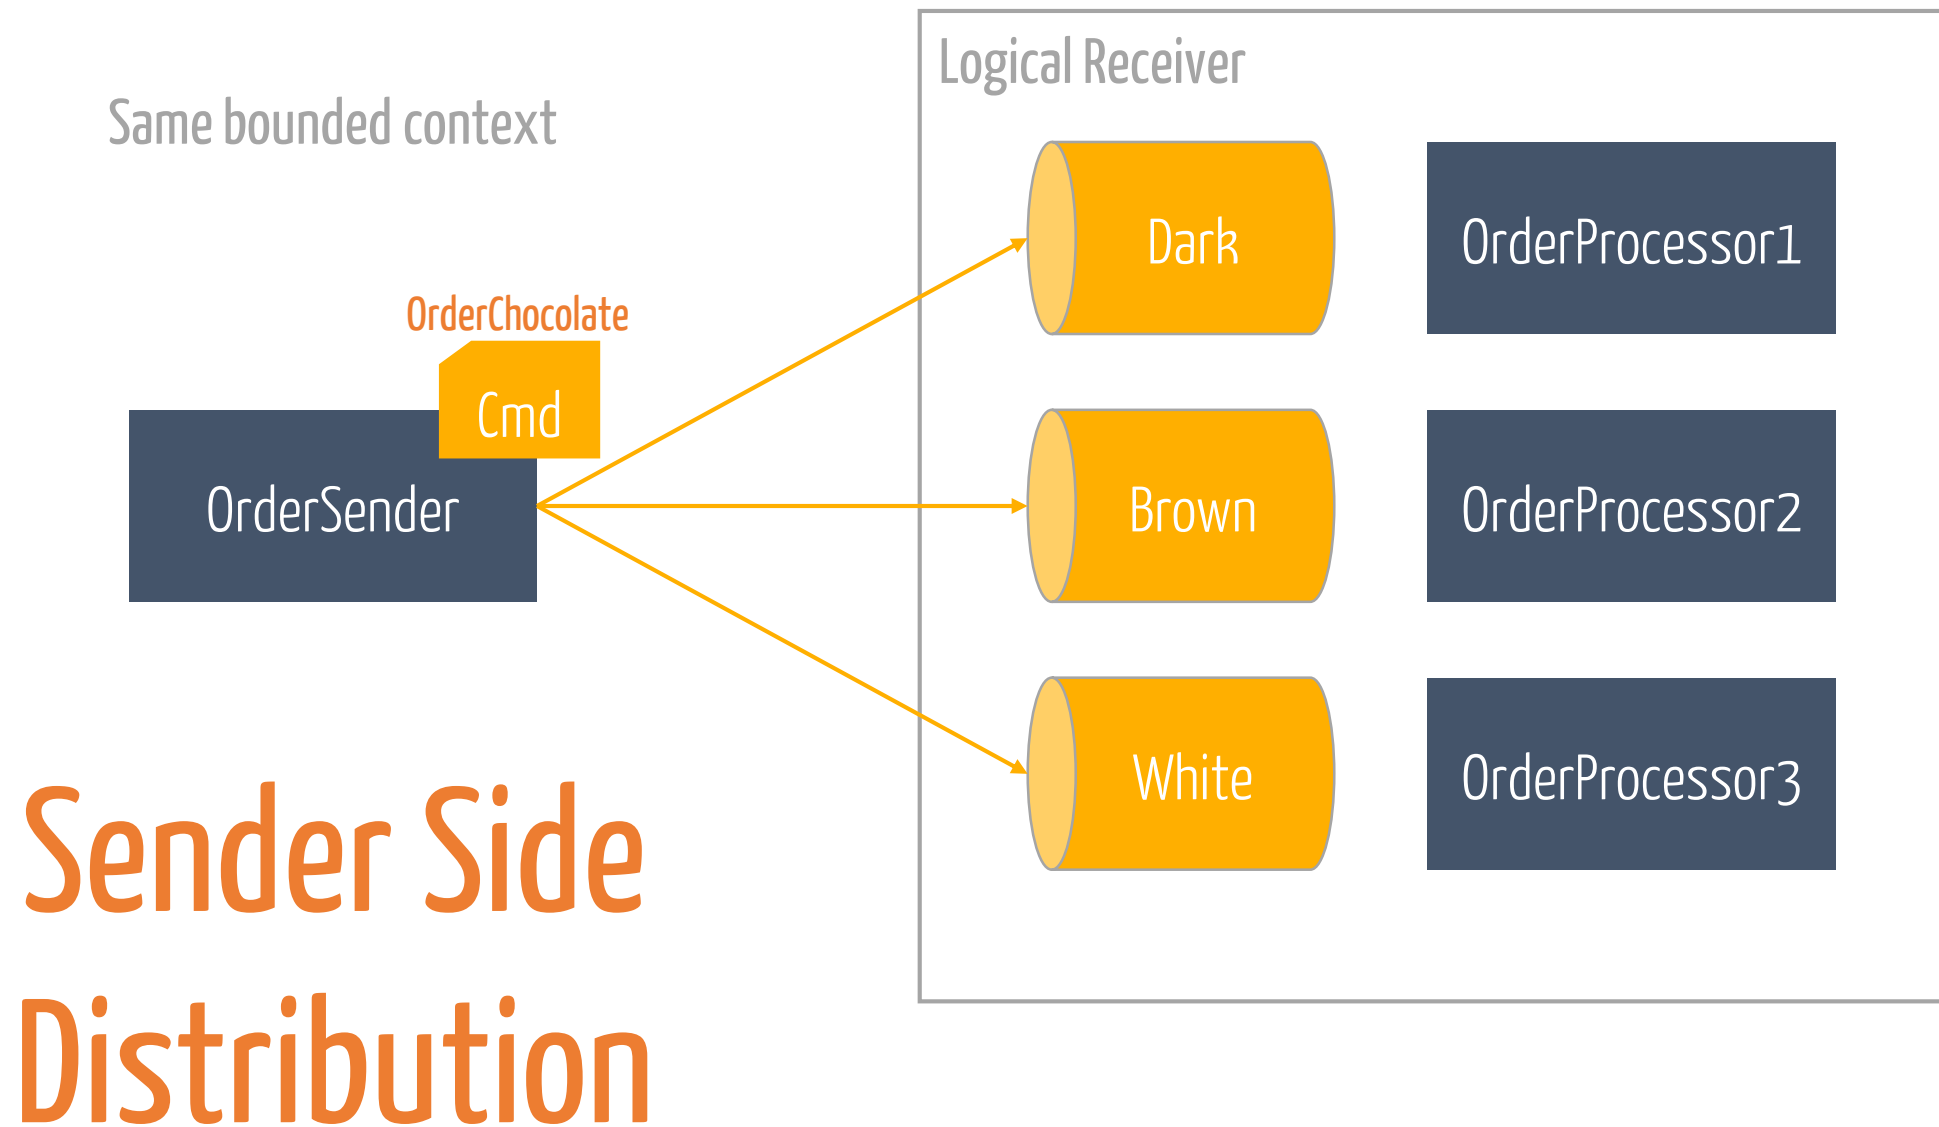 Same bounded context
Logical Receiver
OrderChocolate
Cmd
OrderSender
Dark
OrderProcessor1
Brown
OrderProcessor2
White
OrderProcessor3
Sender Side
Distribution